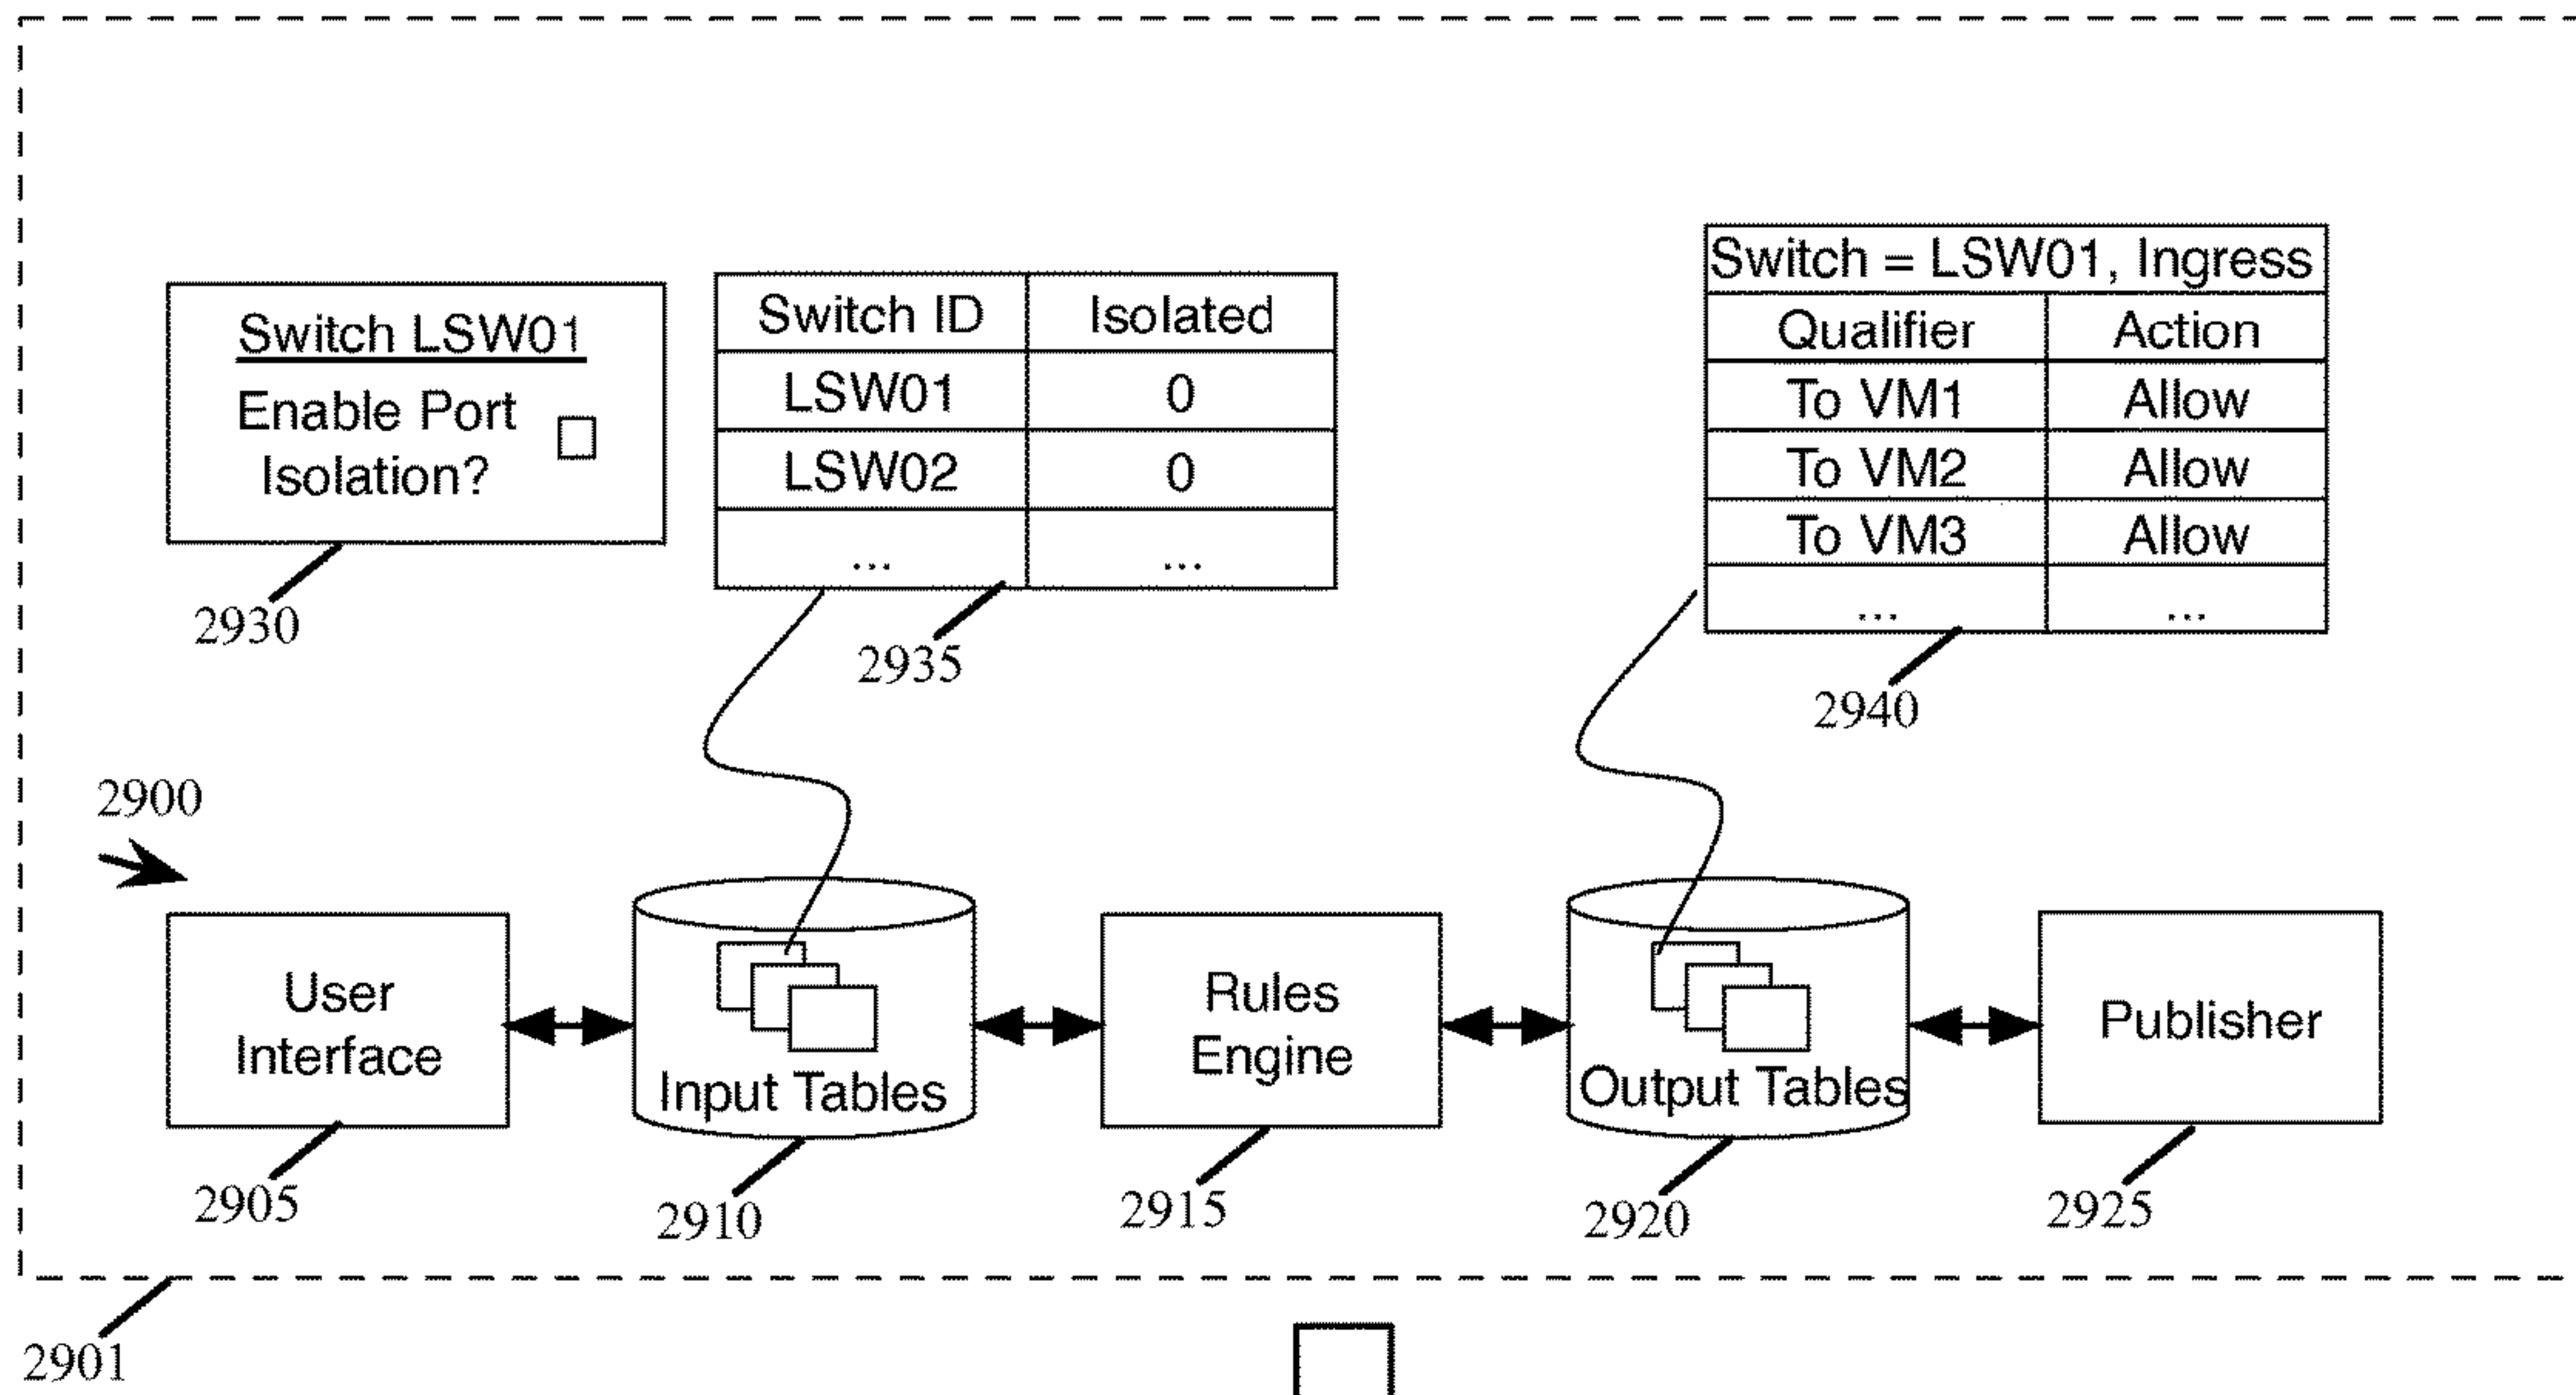 Switch = LSW01, Ingress
Qualifier Action
To VM1 Allow
To VM2 Allow
To VM3 Allow
... ...
2940
Switch ID Isolated
LSW01 0
LSW02 0
... ...
2935
Switch LSW01
Enable Port
Isolation?
2930
2900
User
Interface
2905
Input Tables
2910
Rules
Engine
2915
Output Tables
2920
Publisher
2925
2901